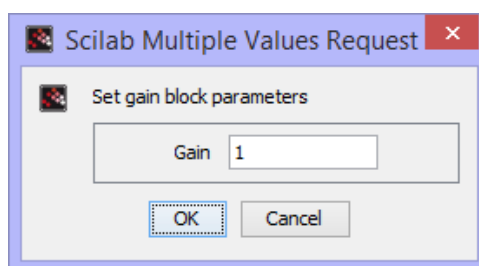 Scilab Multiple Values Request
Set gain block parameters
Gain 1
OK Cancel